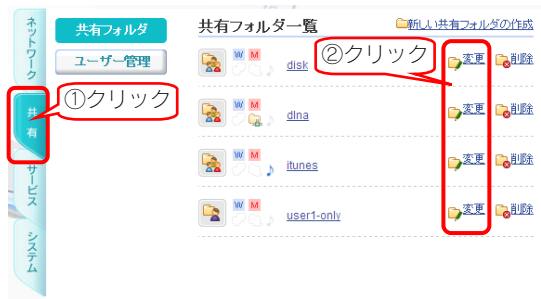 ネットワーク
共有
サービス
システム
共有フォルダ
ユーザー管理
①クリック
共有フォルダ一覧
新しい共有フォルダの作成
②クリック
W M
disk
変更
削除
W M
dlna
変更
削除
W M
itunes
変更
削除
W M
user1-only
変更
削除